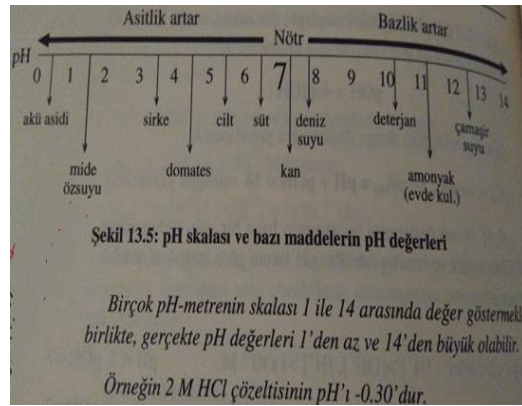 Asitlik artar Bazlik artar
Nötr
pH
0 1 2 3 4 5 6 7 8 9 10 11 12 13 14
akü asidi sirke cilt süt deniz suyu deterjan çamaşır suyu
mide özsuyu domates kan amonyak (evde kul.)
Şekil 13.5: pH skalası ve bazı maddelerin pH değerleri
Birçok pH-metrenin skalası 1 ile 14 arasında değer göstermekl
birlikte, gerçekte pH değerleri 1'den az ve 14'den büyük olabilir.
Örneğin 2 M HCl çözeltisinin pH'ı -0.30'dur.